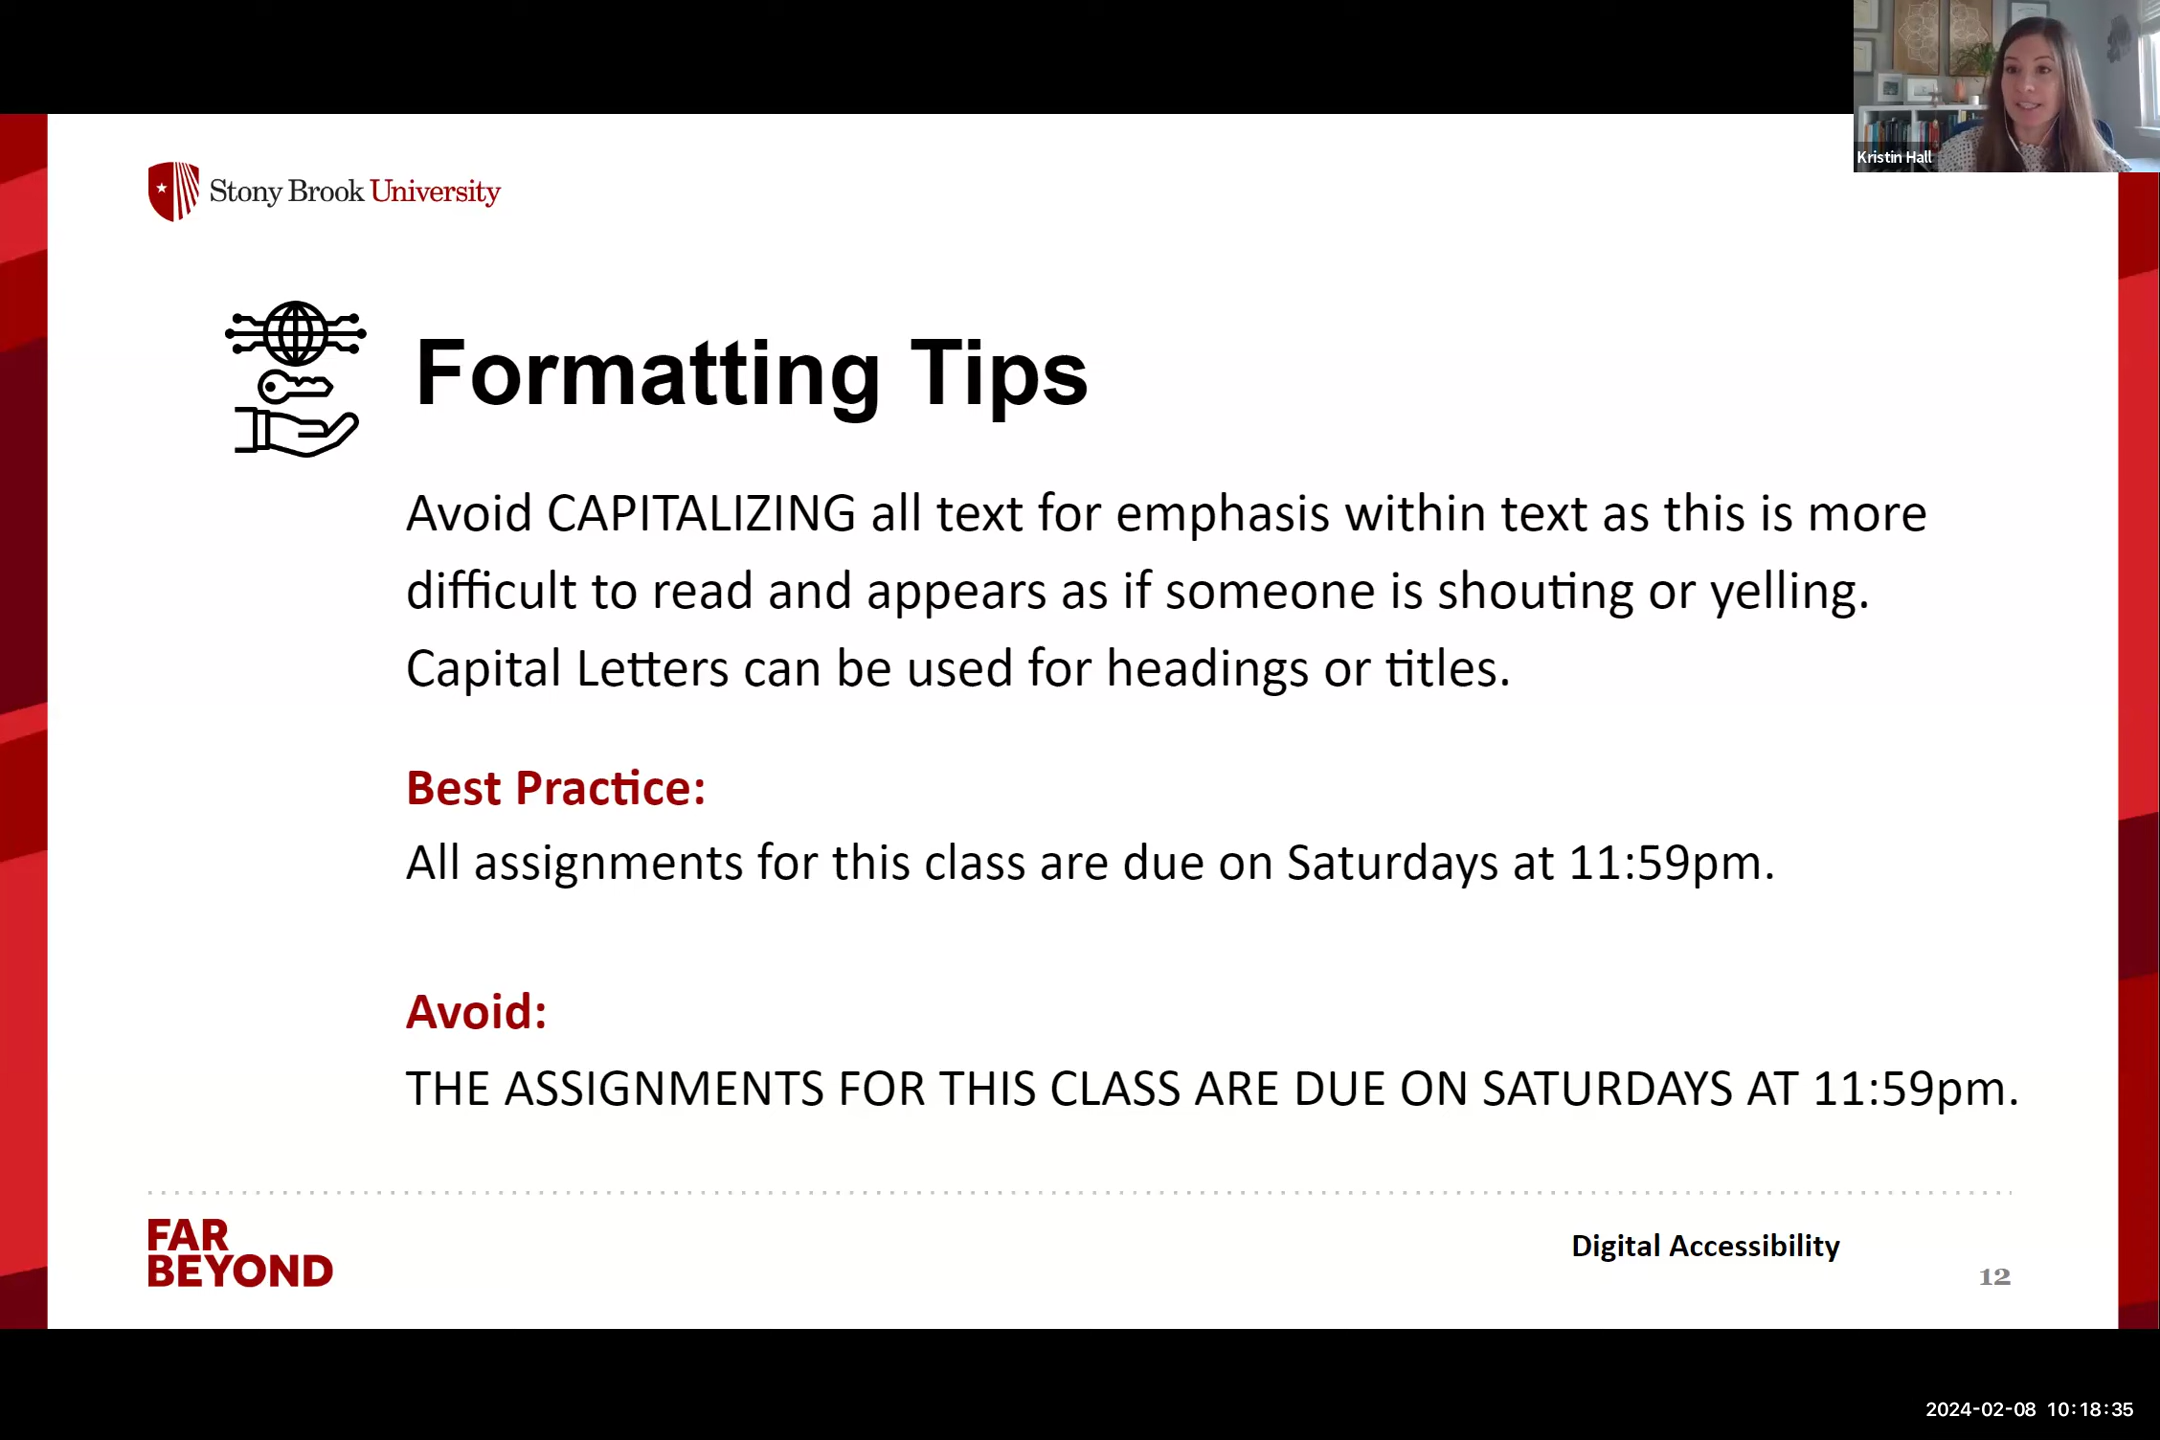 Kristin Hall
Stony Brook University
Formatting Tips
Avoid CAPITALIZING all text for emphasis within text as this is more
difficult to read and appears as if someone is shouting or yelling.
Capital Letters can be used for headings or titles.
Best Practice:
All assignments for this class are due on Saturdays at 11:59pm.
Avoid:
THE ASSIGNMENTS FOR THIS CLASS ARE DUE ON SATURDAYS AT 11:59pm.
FAR
BEYOND
Digital Accessibility
12
2024-02-08 10:18:35